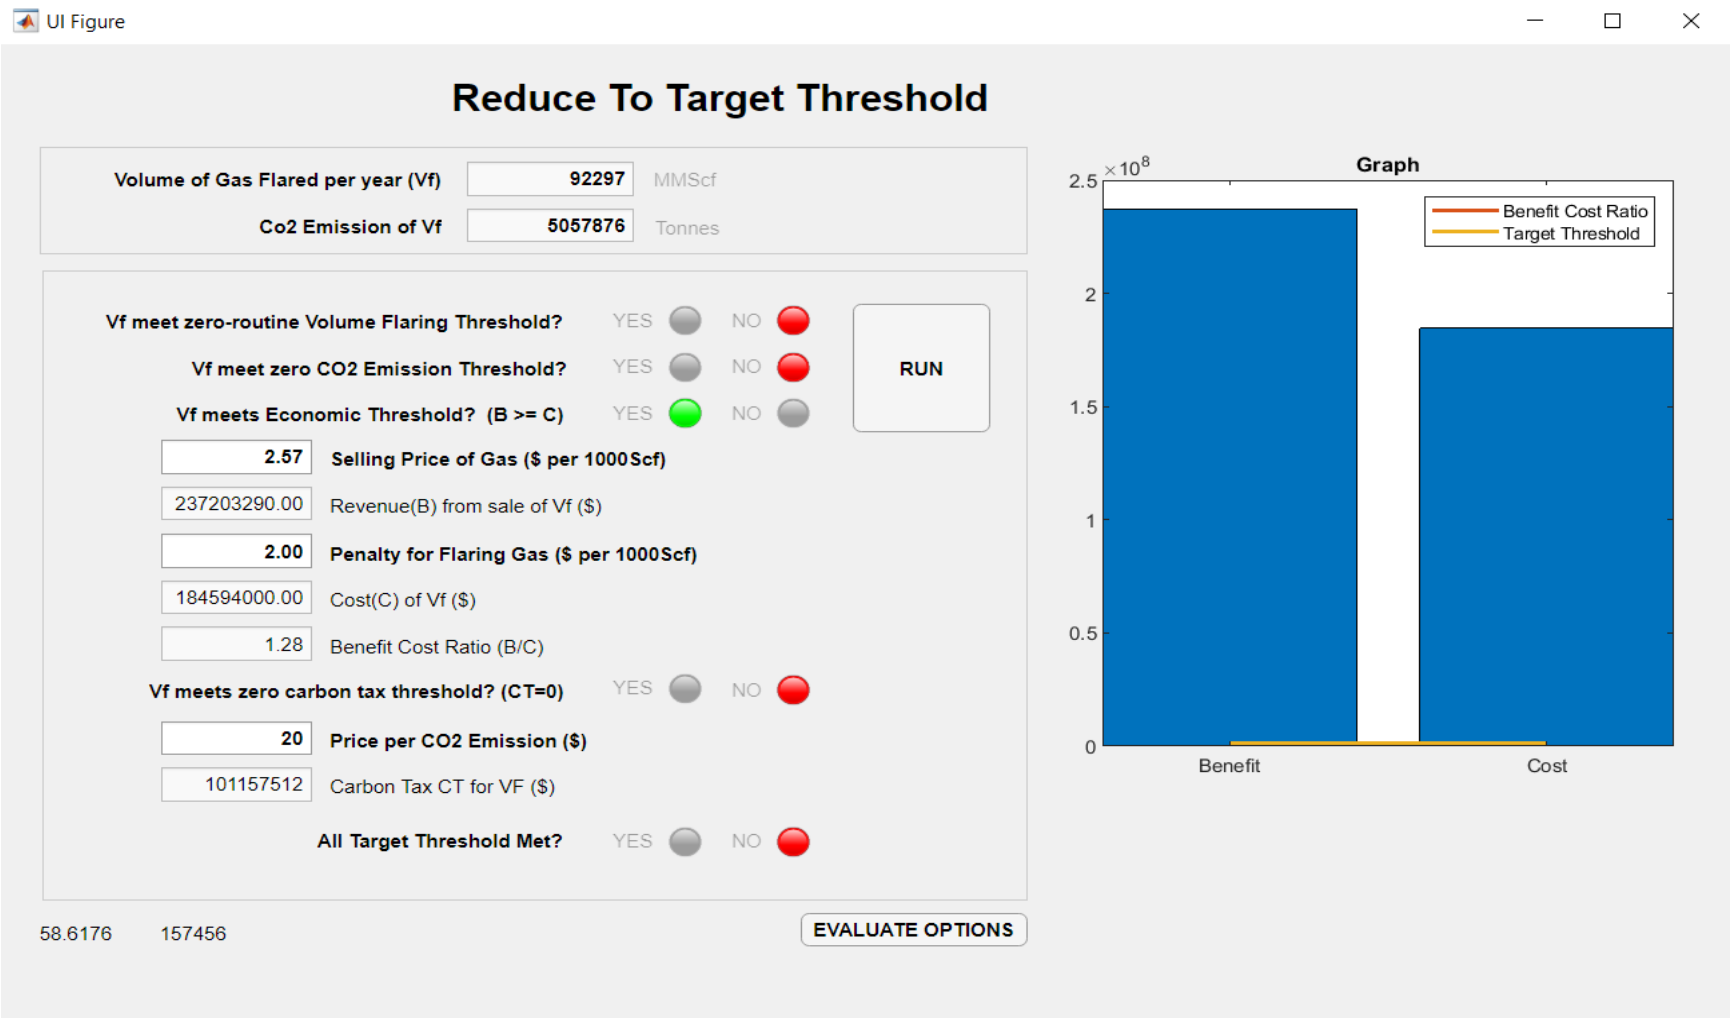 UI Figure
Reduce To Target Threshold
Volume of Gas Flared per year (Vf) 92297 MMScf
Co2 Emission of Vf 5057876 Tonnes
Vf meet zero-routine Volume Flaring Threshold? YES NO
Vf meet zero CO2 Emission Threshold? YES NO
Vf meets Economic Threshold? (B >= C) YES NO
RUN
2.57 Selling Price of Gas ($ per 1000Scf)
237203290.00 Revenue(B) from sale of Vf ($)
2.00 Penalty for Flaring Gas ($ per 1000Scf)
184594000.00 Cost(C) of Vf ($)
1.28 Benefit Cost Ratio (B/C)
Vf meets zero carbon tax threshold? (CT=0) YES NO
20 Price per CO2 Emission ($)
101157512 Carbon Tax CT for VF ($)
All Target Threshold Met? YES NO
58.6176 157456
EVALUATE OPTIONS
Graph
×10^8
2.5
2
1.5
1
0.5
0
Benefit Cost Ratio
Target Threshold
Benefit Cost